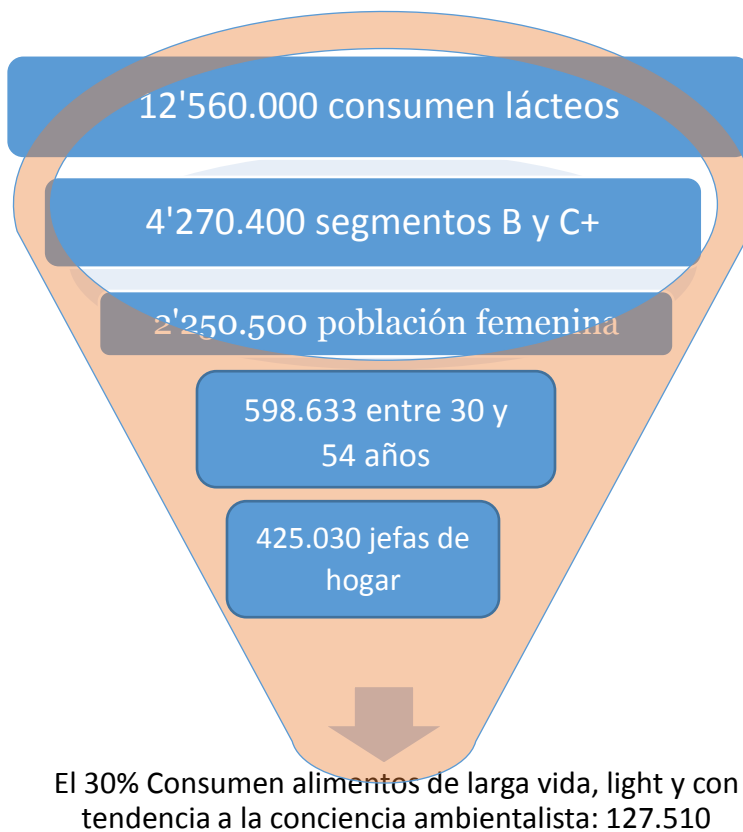 12'560.000 consumen lácteos
4'270.400 segmentos B y C+
2'250.500 población femenina
598.633 entre 30 y
54 años
425.030 jefas de
hogar
El 30% Consumen alimentos de larga vida, light y con
tendencia a la conciencia ambientalista: 127.510